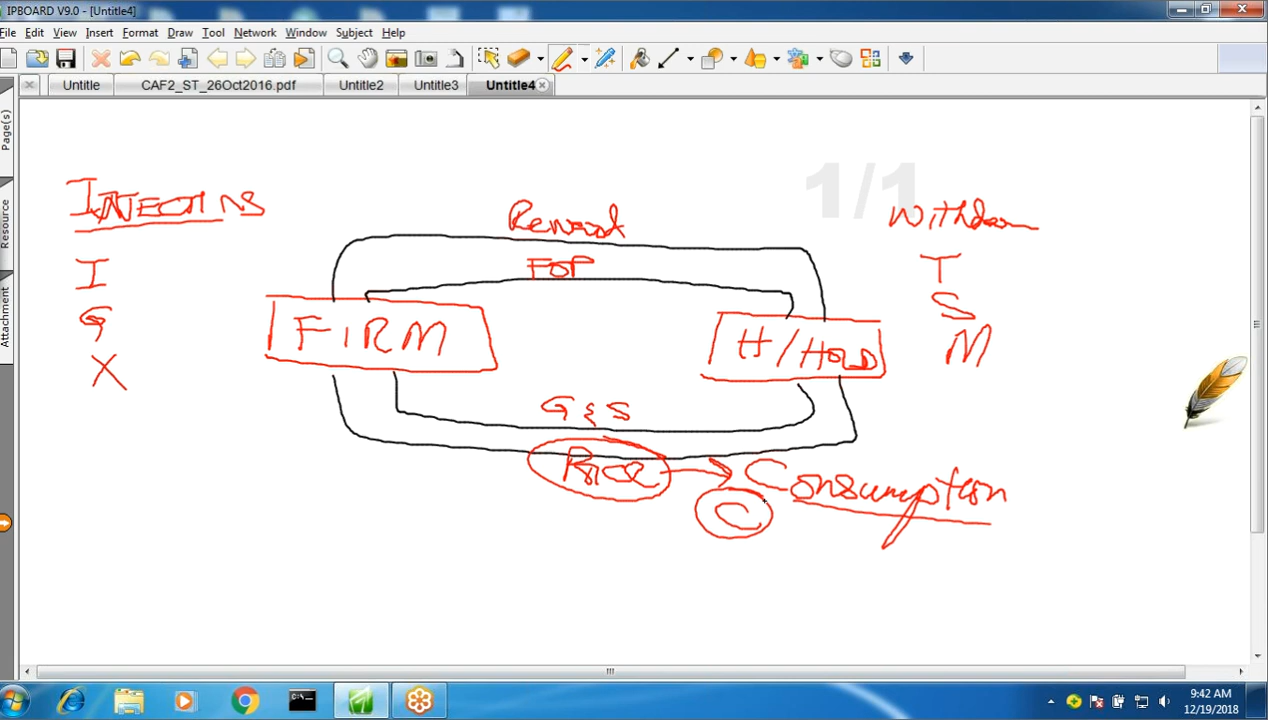 IPBOARD V9.0 - [Untitle4]
File Edit View Insert Format Draw Tool Network Window Subject Help
Untitle CAF2_ST_26Oct2016.pdf Untitle2 Untitle3 Untitle4
Page(s)
Resource
Attachment
1/1
Reward
FOP
I
G
X
T
S
M
FIRM
H/HOLD
G & S
Price
Consumption
C
9:42 AM
12/19/2018